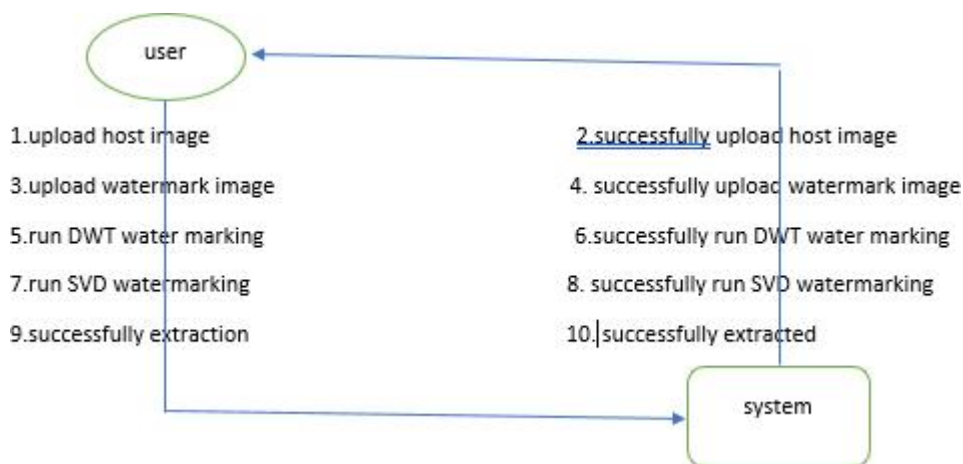 user
1.upload host image
2.successfully upload host image
3.upload watermark image
4. successfully upload watermark image
5.run DWT water marking
6.successfully run DWT water marking
7.run SVD watermarking
8. successfully run SVD watermarking
9.successfully extraction
10.successfully extracted
system